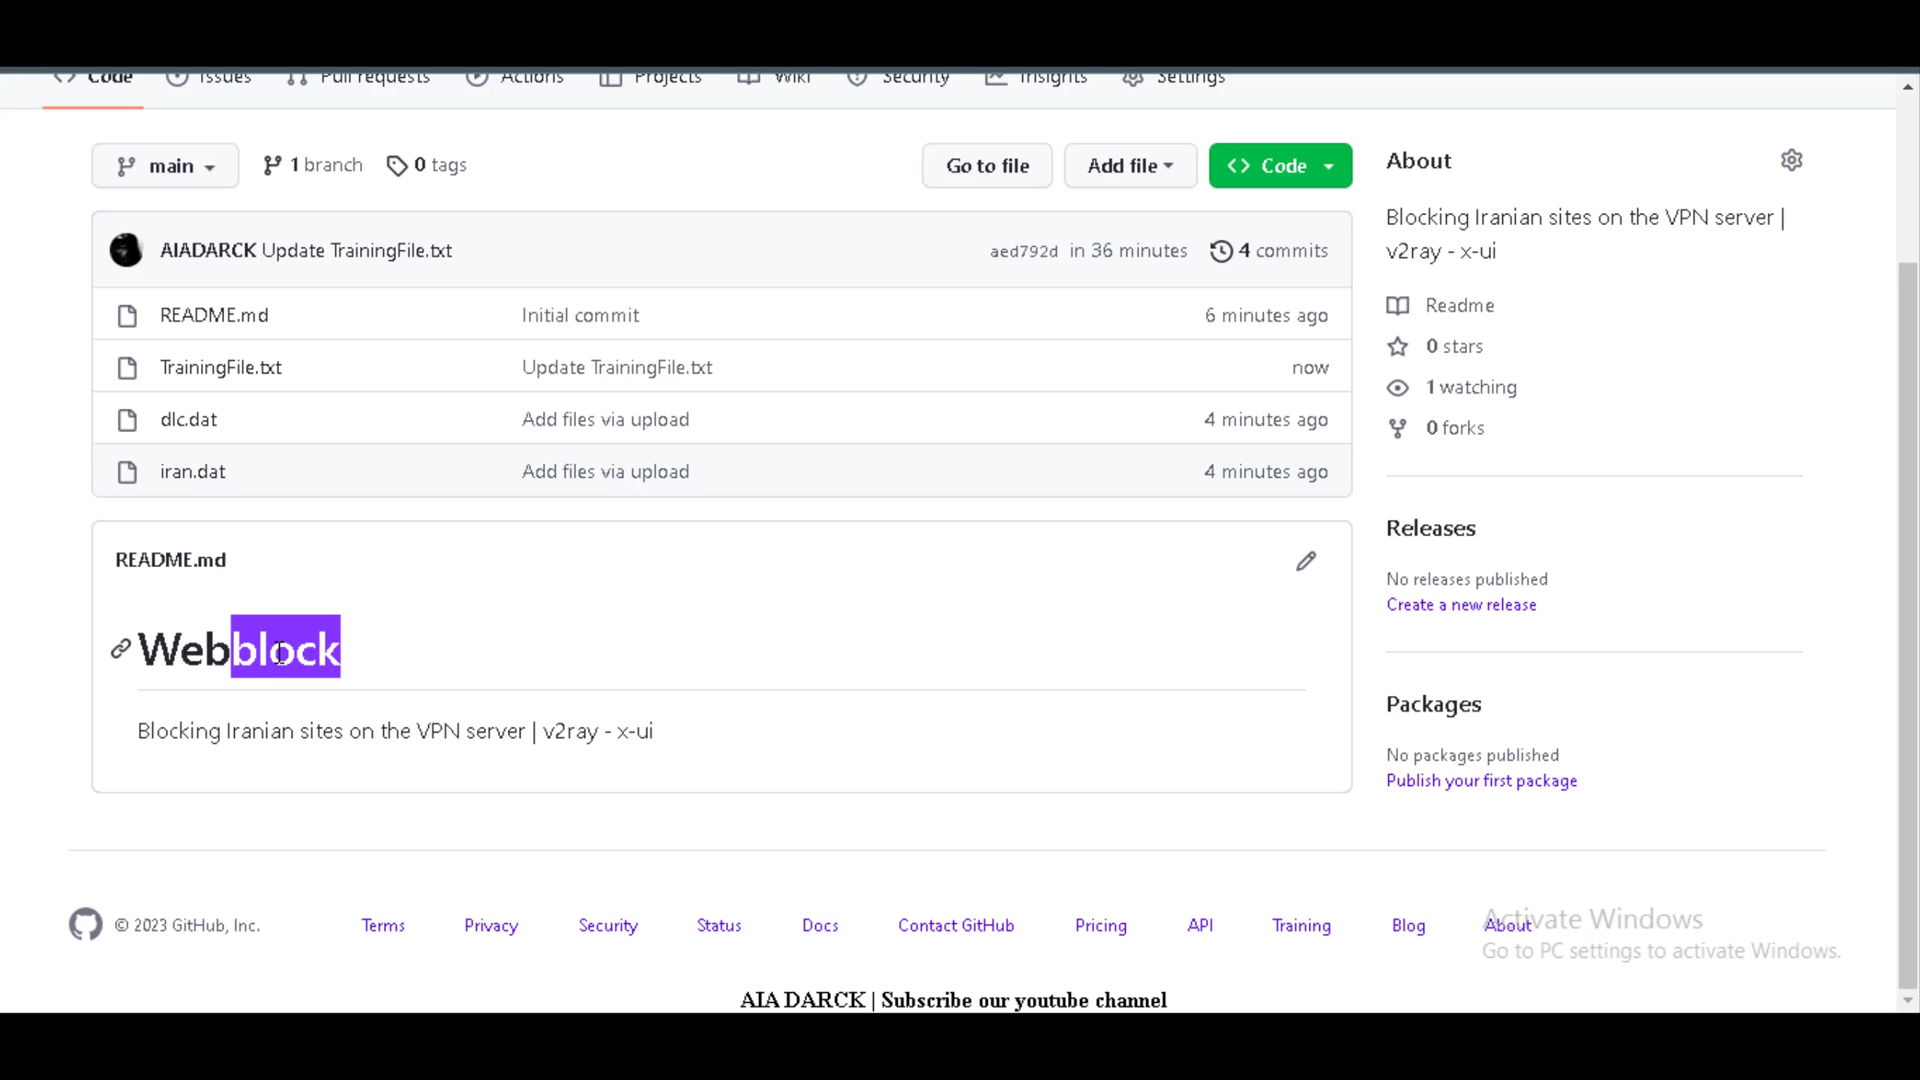 Code Issues Pull requests Actions Projects Wiki Security Insights Settings
main 1 branch 0 tags Go to file Add file Code
AIADARCK Update TrainingFile.txt aed792d in 36 minutes 4 commits
README.md Initial commit 6 minutes ago
TrainingFile.txt Update TrainingFile.txt now
dlc.dat Add files via upload 4 minutes ago
iran.dat Add files via upload 4 minutes ago
README.md
Webblock
Blocking Iranian sites on the VPN server | v2ray - x-ui
About
Blocking Iranian sites on the VPN server |
v2ray - x-ui
Readme
0 stars
1 watching
0 forks
Releases
No releases published
Create a new release
Packages
No packages published
Publish your first package
© 2023 GitHub, Inc. Terms Privacy Security Status Docs Contact GitHub Pricing API Training Blog About
Activate Windows
Go to PC settings to activate Windows.
AIA DARCK | Subscribe our youtube channel